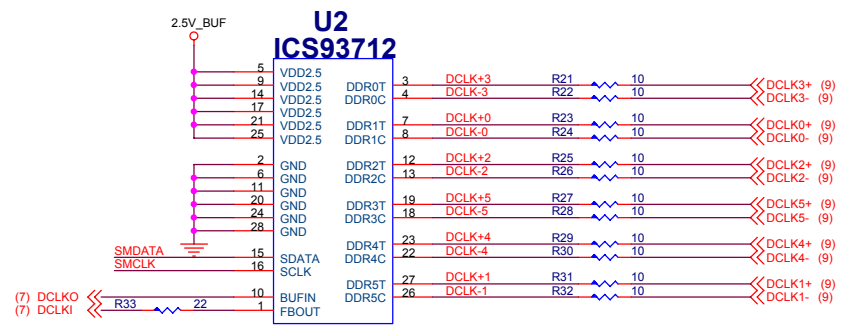 2.5V_BUF
U2
ICS93712
5 VDD2.5
9 VDD2.5
14 VDD2.5
17 VDD2.5
21 VDD2.5
25 VDD2.5
2 GND
6 GND
11 GND
20 GND
24 GND
28 GND
SMDATA 15 SDATA
SMCLK 16 SCLK
(7) DCLKO 10 BUFIN
(7) DCLKI R33 22 1 FBOUT
DDR0T 3 DCLK+3 R21 10 DCLK3+ (9)
DDR0C 4 DCLK-3 R22 10 DCLK3- (9)
DDR1T 7 DCLK+0 R23 10 DCLK0+ (9)
DDR1C 8 DCLK-0 R24 10 DCLK0- (9)
DDR2T 12 DCLK+2 R25 10 DCLK2+ (9)
DDR2C 13 DCLK-2 R26 10 DCLK2- (9)
DDR3T 19 DCLK+5 R27 10 DCLK5+ (9)
DDR3C 18 DCLK-5 R28 10 DCLK5- (9)
DDR4T 23 DCLK+4 R29 10 DCLK4+ (9)
DDR4C 22 DCLK-4 R30 10 DCLK4- (9)
DDR5T 27 DCLK+1 R31 10 DCLK1+ (9)
DDR5C 26 DCLK-1 R32 10 DCLK1- (9)